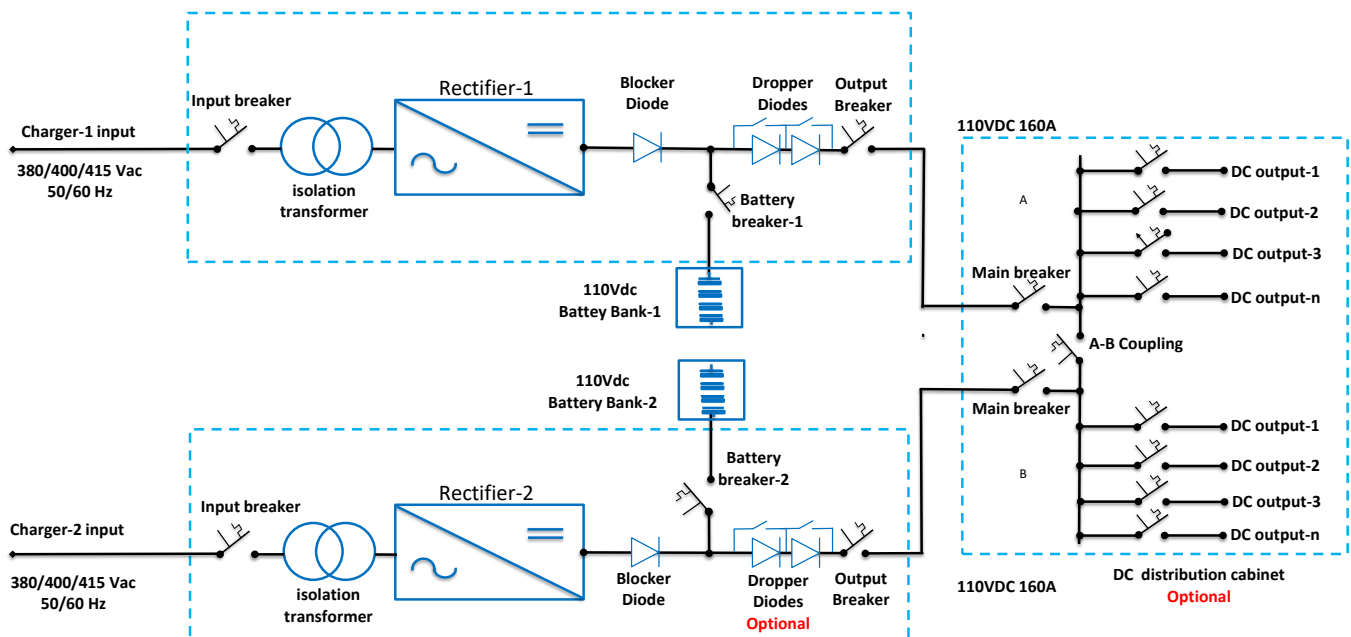 Rectifier-1
Blocker
Diode
Dropper
Diodes
Output
Breaker
Input breaker
Charger-1 input
380/400/415 Vac
50/60 Hz
isolation
transformer
Battery
breaker-1
110Vdc
Battey Bank-1
110VDC 160A
A
DC output-1
DC output-2
DC output-3
DC output-n
Main breaker
A-B Coupling
110Vdc
Battery Bank-2
Main breaker
DC output-1
DC output-2
DC output-3
DC output-n
B
Battery
breaker-2
Rectifier-2
Input breaker
Charger-2 input
380/400/415 Vac
50/60 Hz
isolation
transformer
Blocker
Diode
Dropper
Diodes
Optional
Output
Breaker
110VDC 160A
DC distribution cabinet
Optional